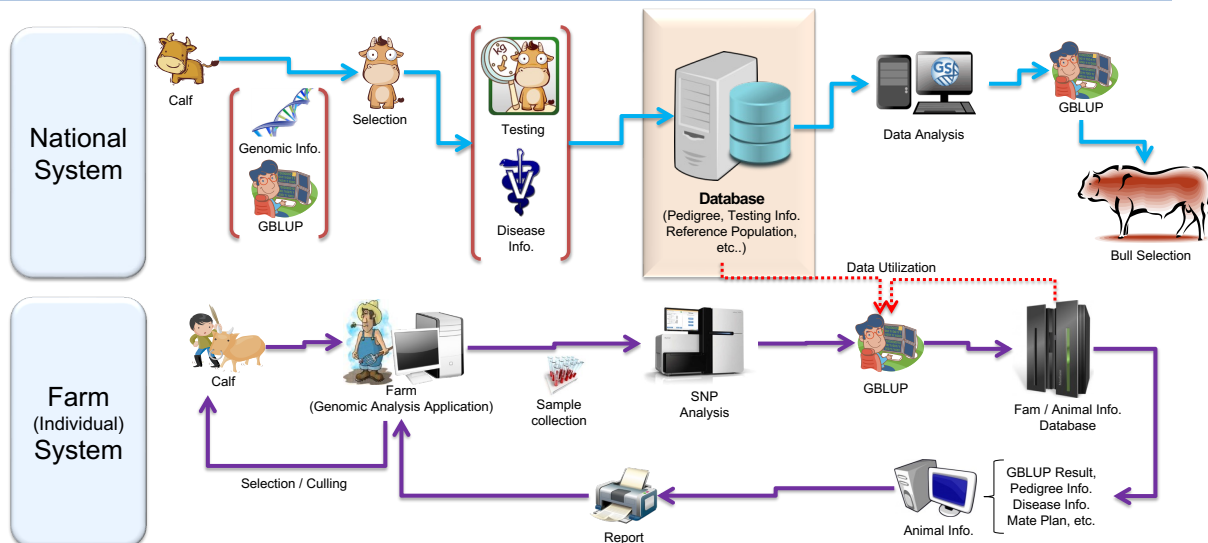 National
System
Calf
Genomic Info.
GBLUP
Selection
kg
Testing
Disease
Info.
Database
(Pedigree, Testing Info.
Reference Population,
etc..)
GS
Data Analysis
GBLUP
Bull Selection
Data Utilization
Farm
(Individual)
System
Calf
Farm
(Genomic Analysis Application)
Sample
collection
SNP
Analysis
GBLUP
Fam / Animal Info.
Database
Selection / Culling
Report
Animal Info.
GBLUP Result,
Pedigree Info.
Disease Info.
Mate Plan, etc.